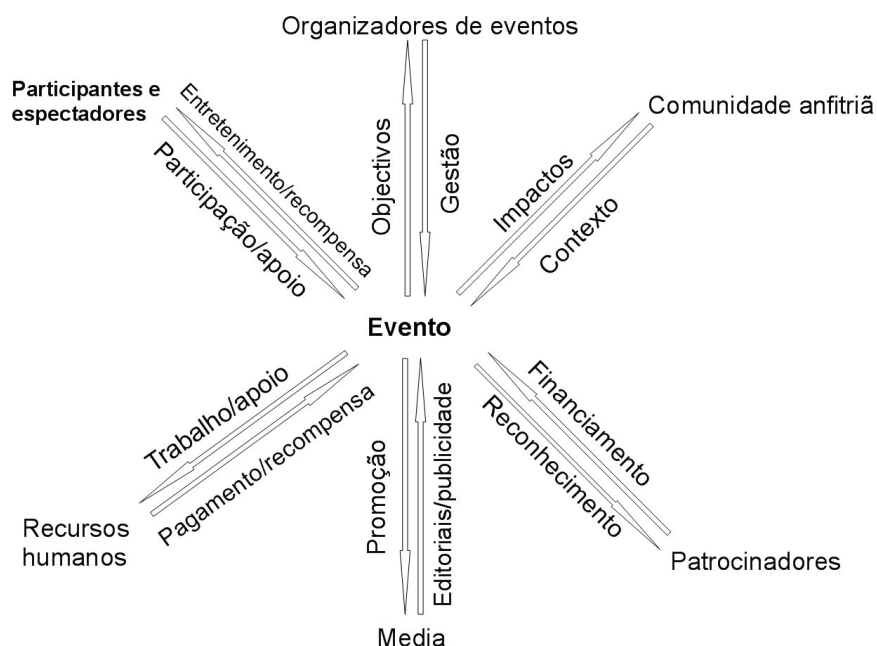 Organizadores de eventos
Participantes e
espectadores
Comunidade anfitriã
Entretenimento/recompensa
Participação/apoio
Objectivos
Gestão
Impactos
Contexto
Evento
Trabalho/apoio
Pagamento/recompensa
Promoção
Editoriais/publicidade
Financiamento
Reconhecimento
Recursos
humanos
Patrocinadores
Media